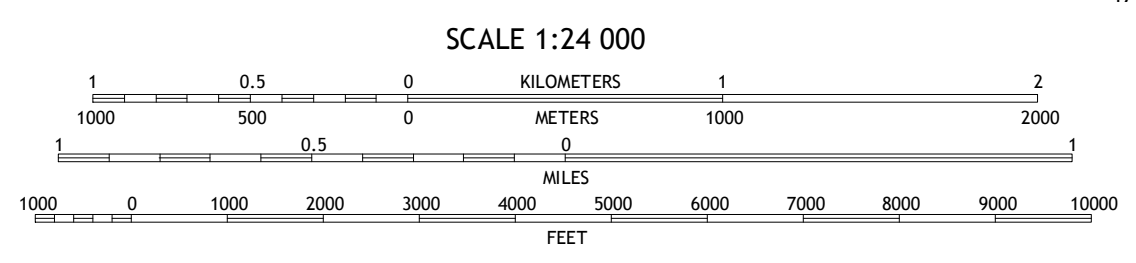 SCALE 1:24 000
1 0.5 0 KILOMETERS 1 2
1000 500 0 METERS 1000 2000
1 0.5 0 1
MILES
1000 0 1000 2000 3000 4000 5000 6000 7000 8000 9000 10000
FEET